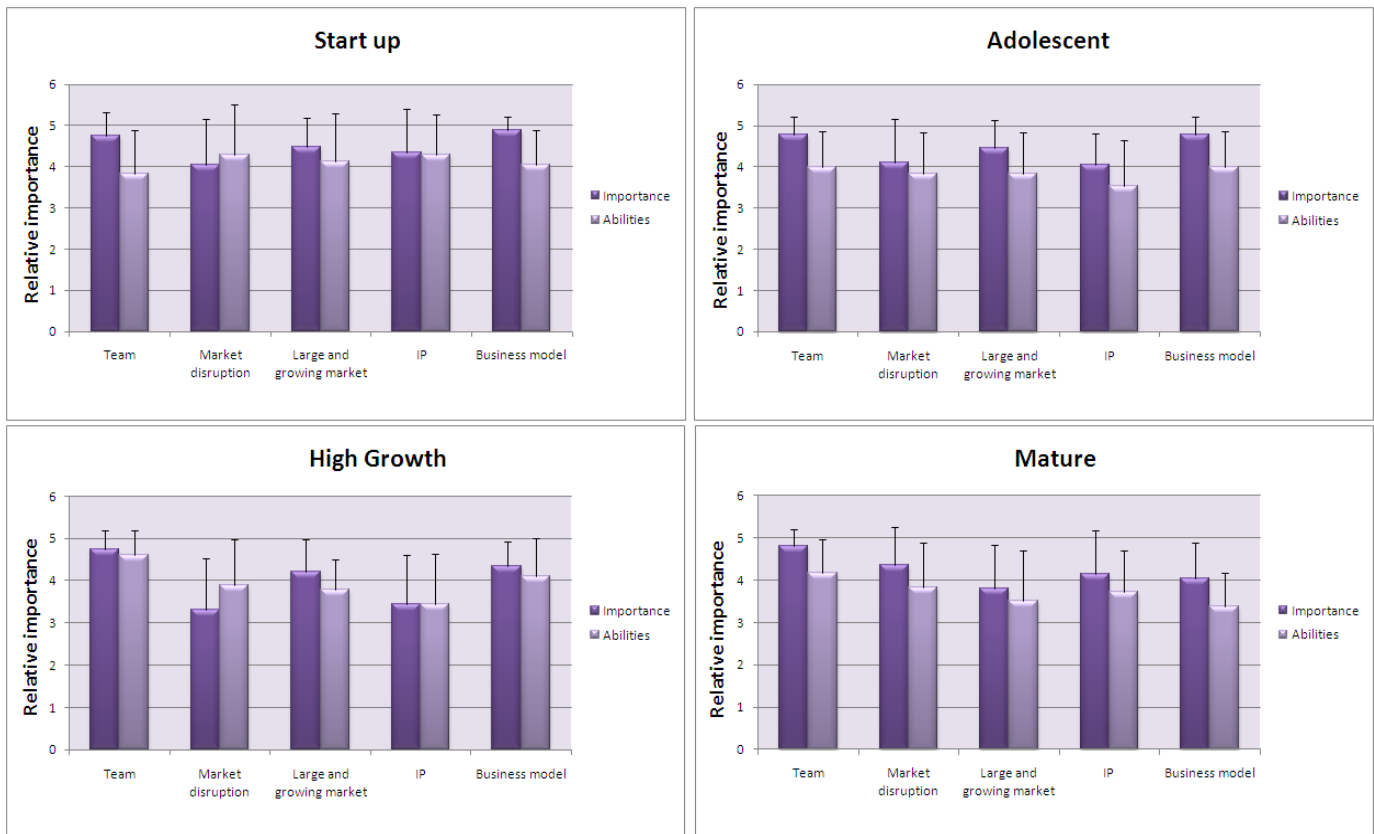 Start up
Relative importance
6
5
4
3
2
1
0
Team
Market
disruption
Large and
growing market
IP
Business model
Importance
Abilities
Adolescent
Relative importance
6
5
4
3
2
1
0
Team
Market
disruption
Large and
growing market
IP
Business model
Importance
Abilities
High Growth
Relative importance
6
5
4
3
2
1
0
Team
Market
disruption
Large and
growing market
IP
Business model
Importance
Abilities
Mature
Relative importance
6
5
4
3
2
1
0
Team
Market
disruption
Large and
growing market
IP
Business model
Importance
Abilities